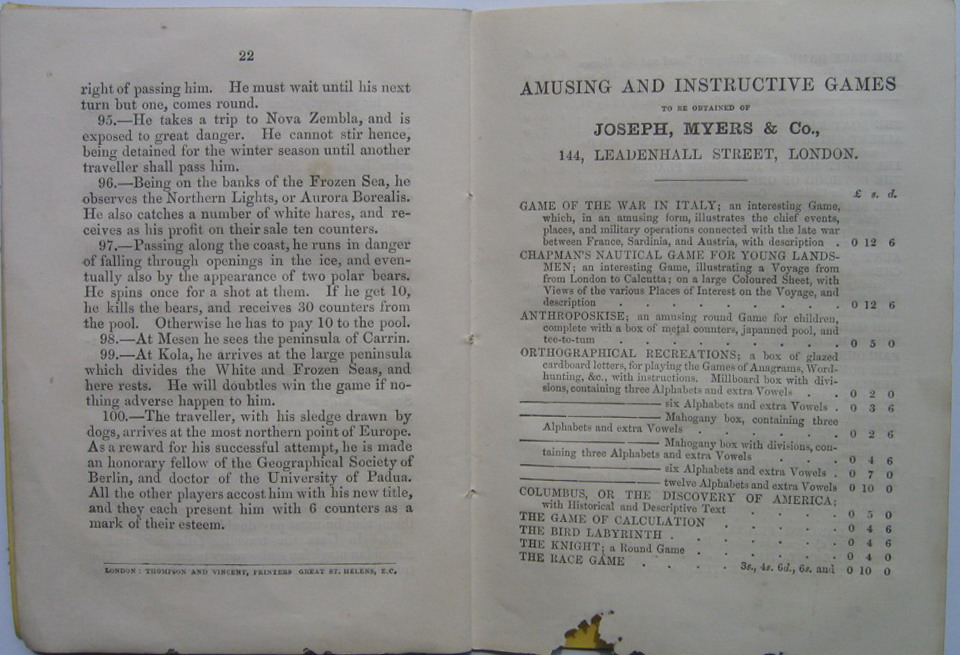 22
right of passing him. He must wait until his next
turn but one, comes round.
95.—He takes a trip to Nova Zembla, and is
exposed to great danger. He cannot stir hence,
being detained for the winter season until another
traveller shall pass him.
96.—Being on the banks of the Frozen Sea, he
observes the Northern Lights, or Aurora Borealis.
He also catches a number of white hares, and re-
ceives as his profit on their sale ten counters.
97.—Passing along the coast, he runs in danger
of falling through openings in the ice, and even-
tually also by the appearance of two polar bears.
He spins once for a shot at them. If he get 10,
he kills the bears, and receives 30 counters from
the pool. Otherwise he has to pay 10 to the pool.
98.—At Mesen he sees the peninsula of Carrin.
99.—At Kola, he arrives at the large peninsula
which divides the White and Frozen Seas, and
here rests. He will doubtles win the game if no-
thing adverse happen to him.
100.—The traveller, with his sledge drawn by
dogs, arrives at the most northern point of Europe.
As a reward for his successful attempt, he is made
an honorary fellow of the Geographical Society of
Berlin, and doctor of the University of Padua.
All the other players accost him with his new title,
and they each present him with 6 counters as a
mark of their esteem.
LONDON: THOMPSON AND VINCENT, PRINTERS GREAT ST. HELENS, E.C,
AMUSING AND INSTRUCTIVE GAMES
TO BE OBTAINED OF
JOSEPH, MYERS & Co.,
144, LEADENHALL STREET, LONDON.
£ s. d.
GAME OF THE WAR IN ITALY; an interesting Game,
which, in an amusing form, illustrates the chief events,
places, and military operations connected with the late war
between France, Sardinia, and Austria, with description . 0 12 6
CHAPMAN'S NAUTICAL GAME FOR YOUNG LANDS-
MEN; an interesting Game, illustrating a Voyage from
from London to Calcutta; on a large Coloured Sheet, with
Views of the various Places of Interest on the Voyage, and
description . . . . . . . . 0 12 6
ANTHROPOSKISE; an amusing round Game for children,
complete with a box of metal counters, japanned pool, and
tee-to-tum . . . . . . . . 0 5 0
ORTHOGRAPHICAL RECREATIONS; a box of glazed
cardboard letters, for playing the Games of Anagrams, Word-
hunting, &c., with instructions. Millboard box with divi-
sions, containing three Alphabets and extra Vowels . . 0 2 0
———— six Alphabets and extra Vowels . 0 3 6
———— Mahogany box, containing three
Alphabets and extra Vowels . . . . . 0 2 6
———— Mahogany box with divisions, con-
taining three Alphabets and extra Vowels . . . 0 4 6
———— six Alphabets and extra Vowels . 0 7 0
———— twelve Alphabets and extra Vowels 0 10 0
COLUMBUS, OR THE DISCOVERY OF AMERICA;
with Historical and Descriptive Text . . . . 0 5 0
THE GAME OF CALCULATION . . . . 0 4 6
THE BIRD LABYRINTH . . . . . . 0 4 6
THE KNIGHT; a Round Game . . . . . 0 4 0
THE RACE GAME . . . . 3s., 4s. 6d., 6s. and 0 10 0